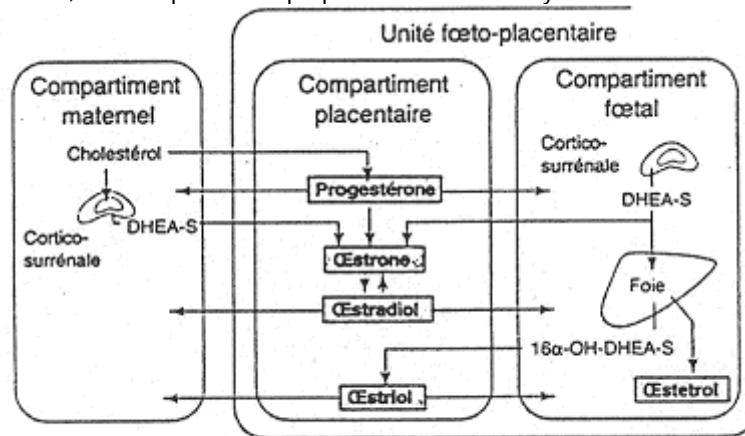 Unité fœto-placentaire
Compartiment
maternel
Cholestérol
DHEA-S
Cortico-
surrénale
Compartiment
placentaire
Progestérone
Œstrone
Œstradiol
Œstriol
Compartiment
fœtal
Cortico-
surrénale
DHEA-S
Foie
16α-OH-DHEA-S
Œstetrol